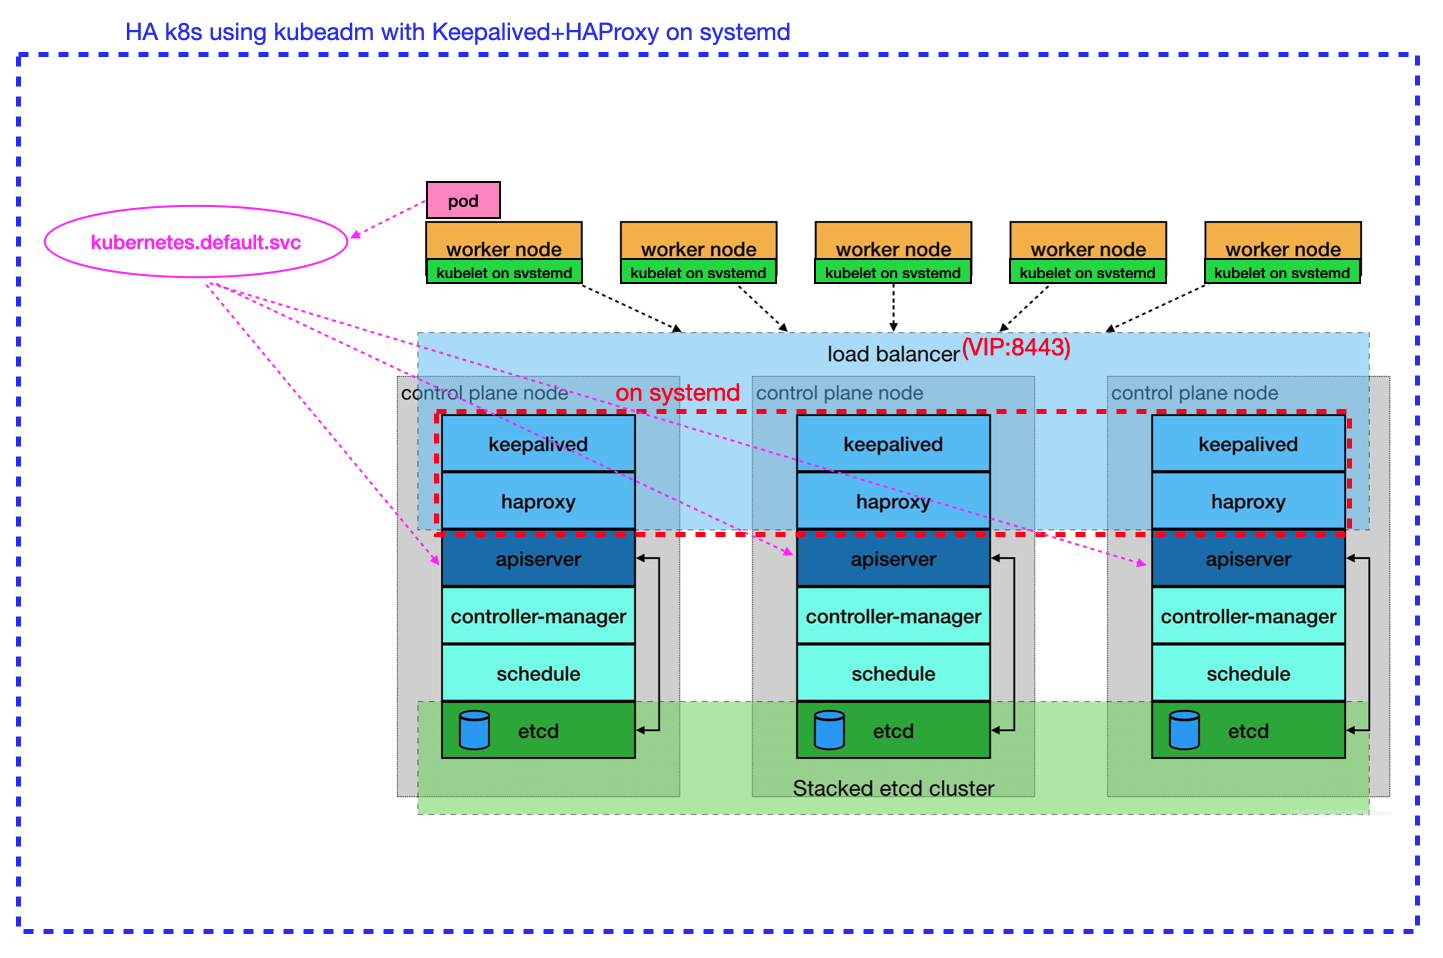 HA k8s using kubeadm with Keepalived+HAProxy on systemd
pod
kubernetes.default.svc
worker node
worker node
worker node
worker node
worker node
kubelet on systemd
kubelet on systemd
kubelet on systemd
kubelet on systemd
kubelet on systemd
load balancer (VIP:8443)
control plane node
on systemd
control plane node
control plane node
keepalived
keepalived
keepalived
haproxy
haproxy
haproxy
apiserver
apiserver
apiserver
controller-manager
controller-manager
controller-manager
schedule
schedule
schedule
etcd
etcd
etcd
Stacked etcd cluster